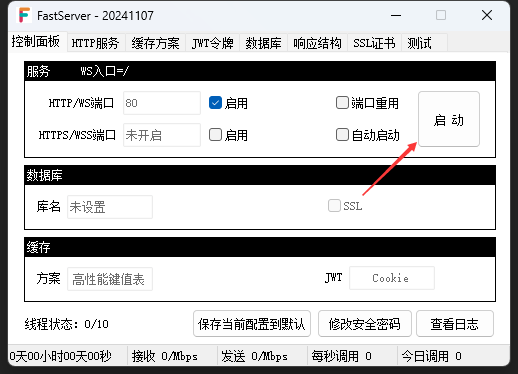 FastServer - 20241107
控制面板 HTTP服务 缓存方案 JWT令牌 数据库 响应结构 SSL证书 测试
服务 WS入口=/
HTTP/WS端口 80 启用 端口重用
启 动
HTTPS/WSS端口 未开启 启用 自动启动
数据库
库名 未设置 SSL
缓存
方案 高性能键值表 JWT Cookie
线程状态: 0/10 保存当前配置到默认 修改安全密码 查看日志
0天00小时00天00秒 接收 0/Mbps 发送 0/Mbps 每秒调用 0 今日调用 0